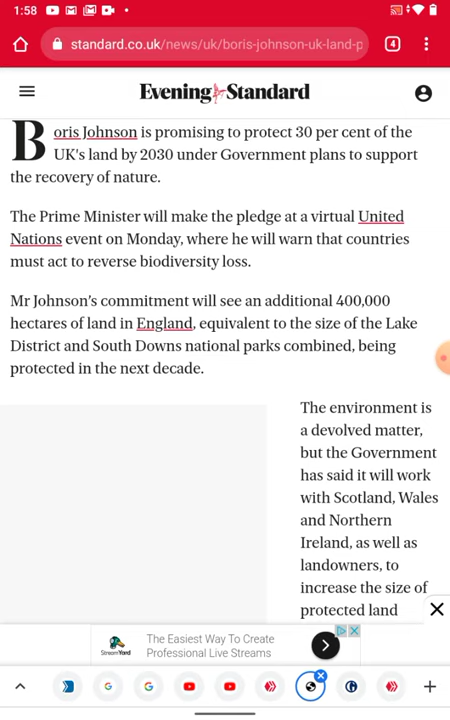 1:58
standard.co.uk/news/uk/boris-johnson-uk-land-p
4
Evening Standard
Boris Johnson is promising to protect 30 per cent of the
UK's land by 2030 under Government plans to support
the recovery of nature.
The Prime Minister will make the pledge at a virtual United
Nations event on Monday, where he will warn that countries
must act to reverse biodiversity loss.
Mr Johnson's commitment will see an additional 400,000
hectares of land in England, equivalent to the size of the Lake
District and South Downs national parks combined, being
protected in the next decade.
The environment is
a devolved matter,
but the Government
has said it will work
with Scotland, Wales
and Northern
Ireland, as well as
landowners, to
increase the size of
protected land
StreamYard
The Easiest Way To Create
Professional Live Streams